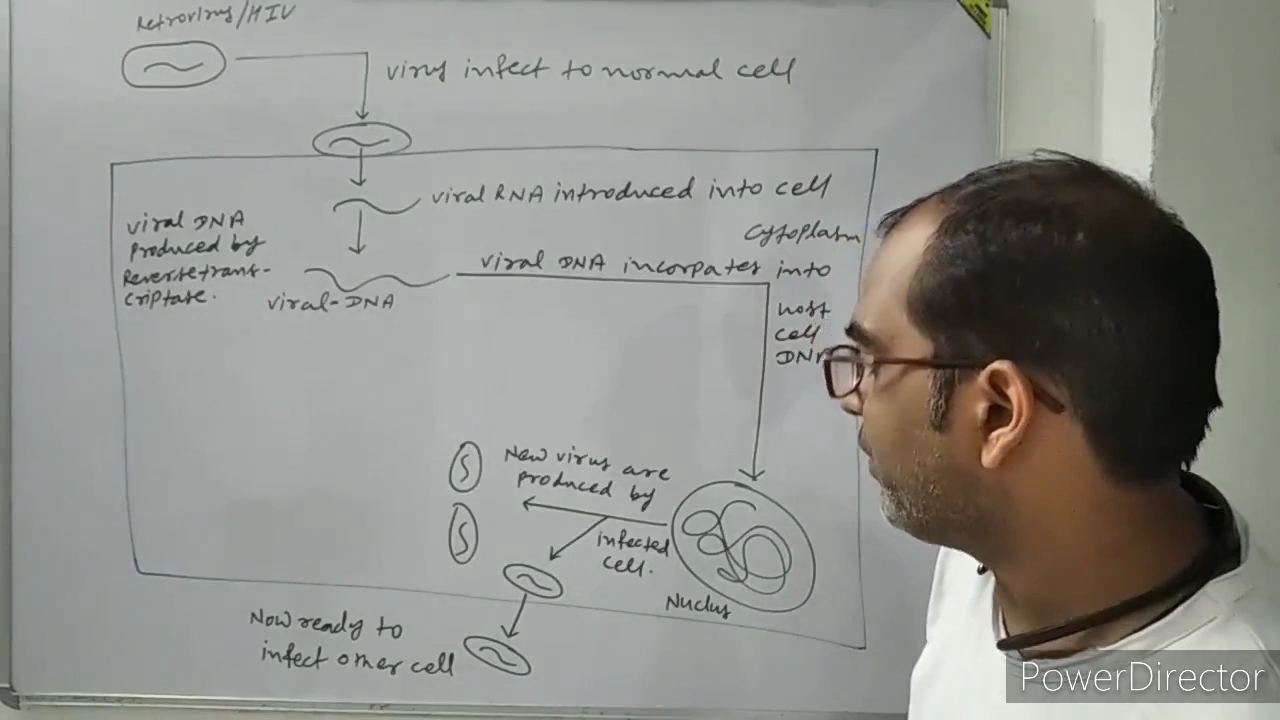 Retrovirus/HIV
virus infect to normal cell
viral RNA introduced into cell
viral DNA
Produced by
Reversetrans-
criptase.
viral-DNA
Cytoplasm
viral DNA incorpates into
host
cell
DNA
New virus are
produced by
infected
cell.
Nuclus
Now ready to
infect other cell
PowerDirector